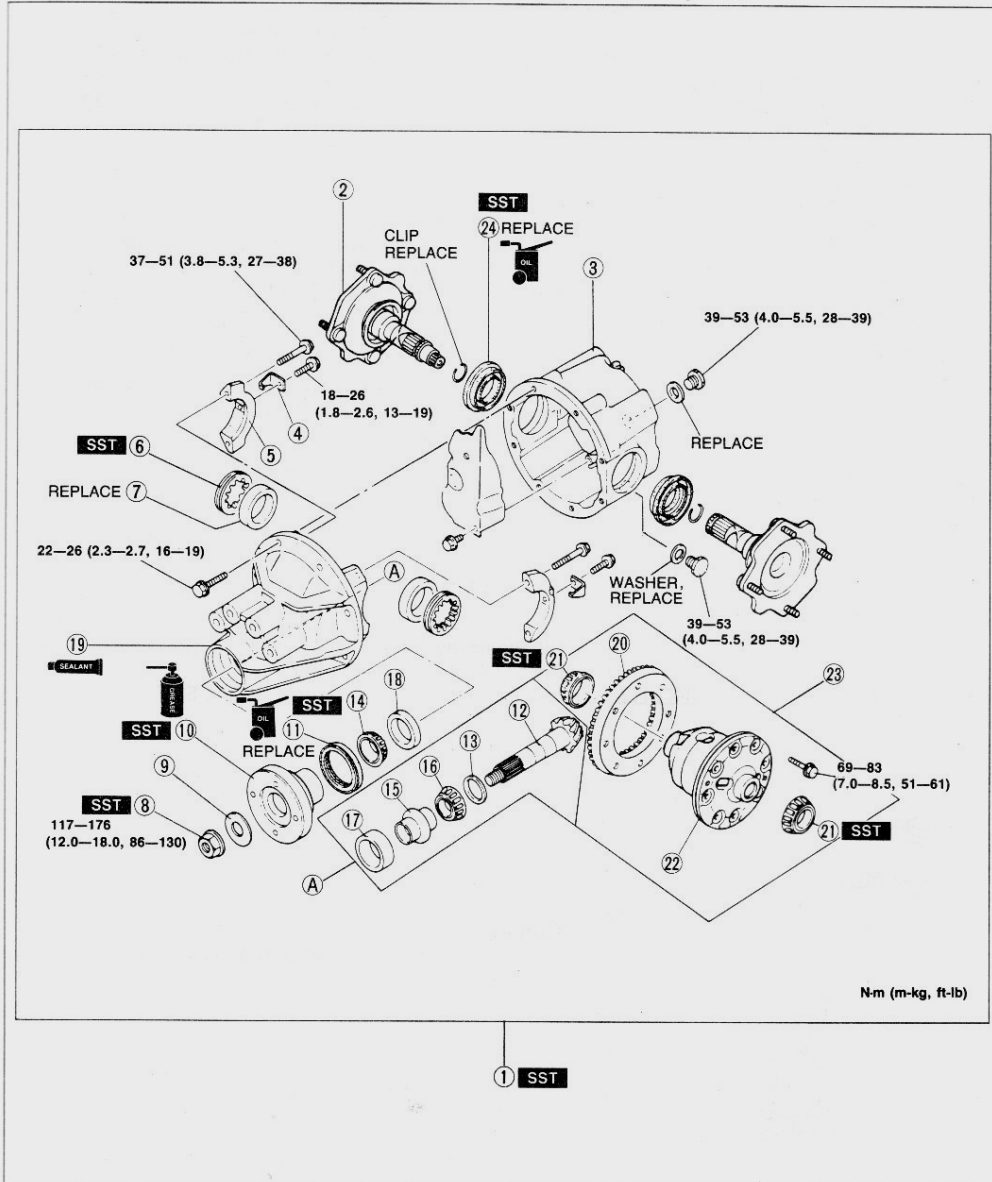 2
SST
24 REPLACE
OIL
CLIP
REPLACE
37—51 (3.8—5.3, 27—38)
3
39—53 (4.0—5.5, 28—39)
18—26
(1.8—2.6, 13—19)
4
5
REPLACE
SST 6
REPLACE 7
22—26 (2.3—2.7, 16—19)
A
WASHER,
REPLACE
39—53
(4.0—5.5, 28—39)
19
SEALANT
GREASE
OIL
SST
REPLACE
SST 10
11
14
18
SST 21
20
23
12
13
16
15
17
9
SST 8
117—176
(12.0—18.0, 86—130)
A
69—83
(7.0—8.5, 51—61)
21 SST
22
N·m (m-kg, ft-lb)
1 SST